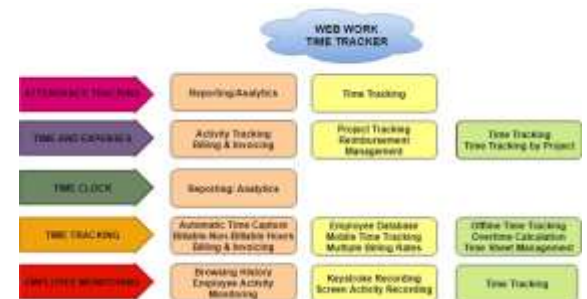 WEB WORK
TIME TRACKER
ATTENDANCE TRACKING
Reporting/Analytics
Time Tracking
TIME AND EXPENSES
Activity Tracking
Billing & Invoicing
Project Tracking
Reimbursement
Management
Time Tracking
Time Tracking by Project
TIME CLOCK
Reporting/ Analytics
TIME TRACKING
Automatic Time Capture
Billable-Non-Billable Hours
Billing & Invoicing
Employee Database
Mobile Time Tracking
Multiple Billing Rates
Offline Time Tracking
Overtime Calculation
Time Sheet Management
EMPLOYEE MONITORING
Browsing History
Employee Activity
Monitoring
Keystroke Recording
Screen Activity Recording
Time Tracking